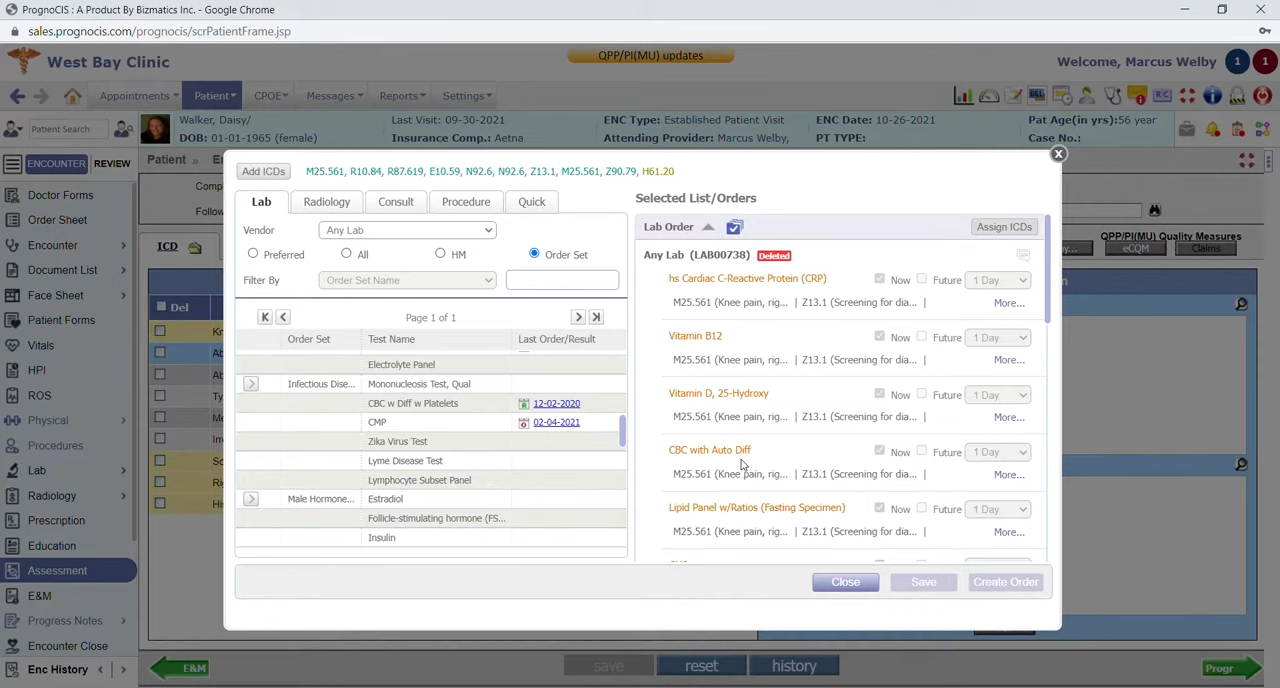 PrognoCIS : A Product By Bizmatics Inc. - Google Chrome
sales.prognocis.com/prognocis/scrPatientFrame.jsp
West Bay Clinic
QPP/PI(MU) updates
Welcome, Marcus Welby 1 1
Appointments Patient CPOE Messages Reports Settings
BILL R C
Patient Search
Walker, Daisy/ Last Visit: 09-30-2021 ENC Type: Established Patient Visit ENC Date: 10-26-2021 Pat Age(in yrs):56 year
DOB: 01-01-1965 (female) Insurance Comp.: Aetna Attending Provider: Marcus Welby, PT TYPE: Case No.:
ENCOUNTER REVIEW
Patient »
Doctor Forms
Order Sheet
Encounter
Document List
Face Sheet
Patient Forms
Vitals
HPI
ROS
Physical
Procedures
Lab
Radiology
Prescription
Education
Assessment
E&M
Progress Notes
Encounter Close
Enc History
Comp
Follow
ICD
QPP/PI(MU) Quality Measures
eCQM Claims
Del
Add ICDs M25.561, R10.84, R87.619, E10.59, N92.6, N92.6, Z13.1, M25.561, Z90.79, H61.20
Lab Radiology Consult Procedure Quick
Vendor Any Lab
Preferred All HM Order Set
Filter By Order Set Name
Page 1 of 1
Order Set Test Name Last Order/Result
Electrolyte Panel
Infectious Dise... Mononucleosis Test, Qual
CBC w Diff w Platelets 12-02-2020
CMP 02-04-2021
Zika Virus Test
Lyme Disease Test
Lymphocyte Subset Panel
Male Hormone... Estradiol
Follicle-stimulating hormone (FS...
Insulin
Selected List/Orders
Lab Order Assign ICDs
Any Lab (LAB00738) Deleted
hs Cardiac C-Reactive Protein (CRP) Now Future 1 Day
M25.561 (Knee pain, rig... | Z13.1 (Screening for dia... | More...
Vitamin B12 Now Future 1 Day
M25.561 (Knee pain, rig... | Z13.1 (Screening for dia... | More...
Vitamin D, 25-Hydroxy Now Future 1 Day
M25.561 (Knee pain, rig... | Z13.1 (Screening for dia... | More...
CBC with Auto Diff Now Future 1 Day
M25.561 (Knee pain, rig... | Z13.1 (Screening for dia... | More...
Lipid Panel w/Ratios (Fasting Specimen) Now Future 1 Day
M25.561 (Knee pain, rig... | Z13.1 (Screening for dia... | More...
Close Save Create Order
E&M save reset history Progr